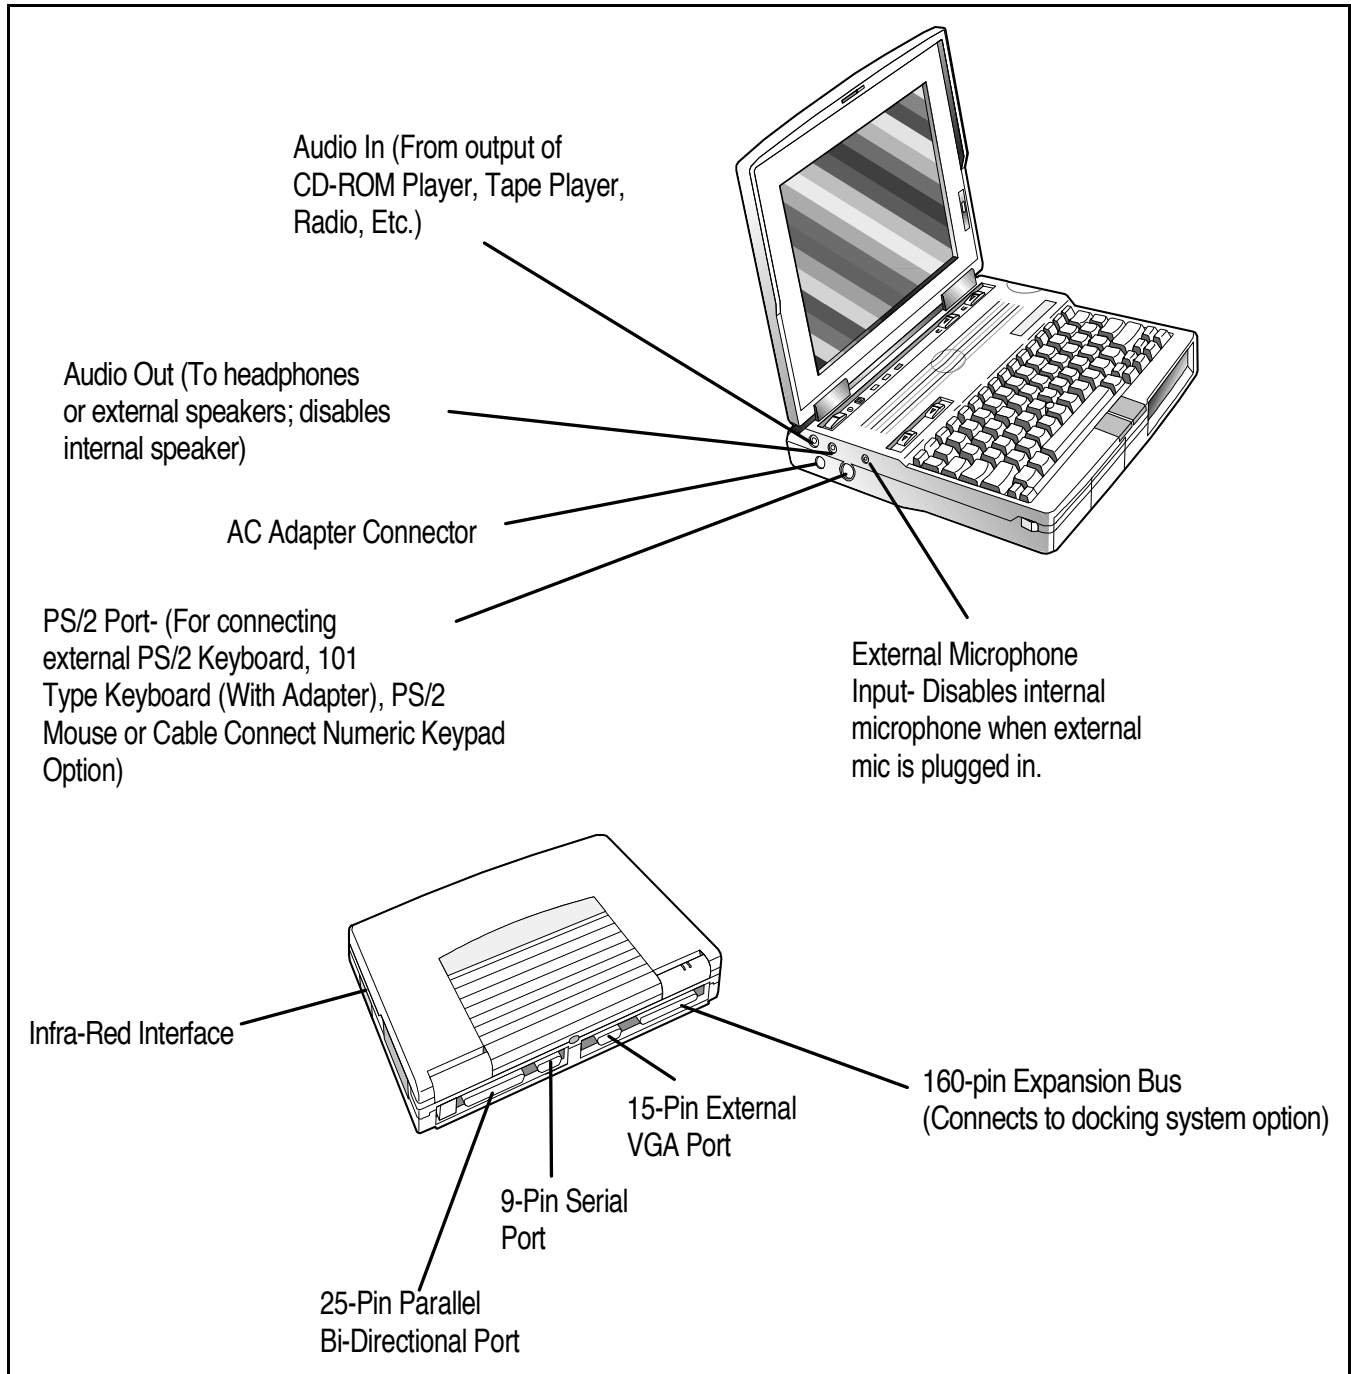 Audio In (From output of
CD-ROM Player, Tape Player,
Radio, Etc.)
Audio Out (To headphones
or external speakers; disables
internal speaker)
AC Adapter Connector
PS/2 Port- (For connecting
external PS/2 Keyboard, 101
Type Keyboard (With Adapter), PS/2
Mouse or Cable Connect Numeric Keypad
Option)
External Microphone
Input- Disables internal
microphone when external
mic is plugged in.
Infra-Red Interface
160-pin Expansion Bus
(Connects to docking system option)
15-Pin External
VGA Port
9-Pin Serial
Port
25-Pin Parallel
Bi-Directional Port